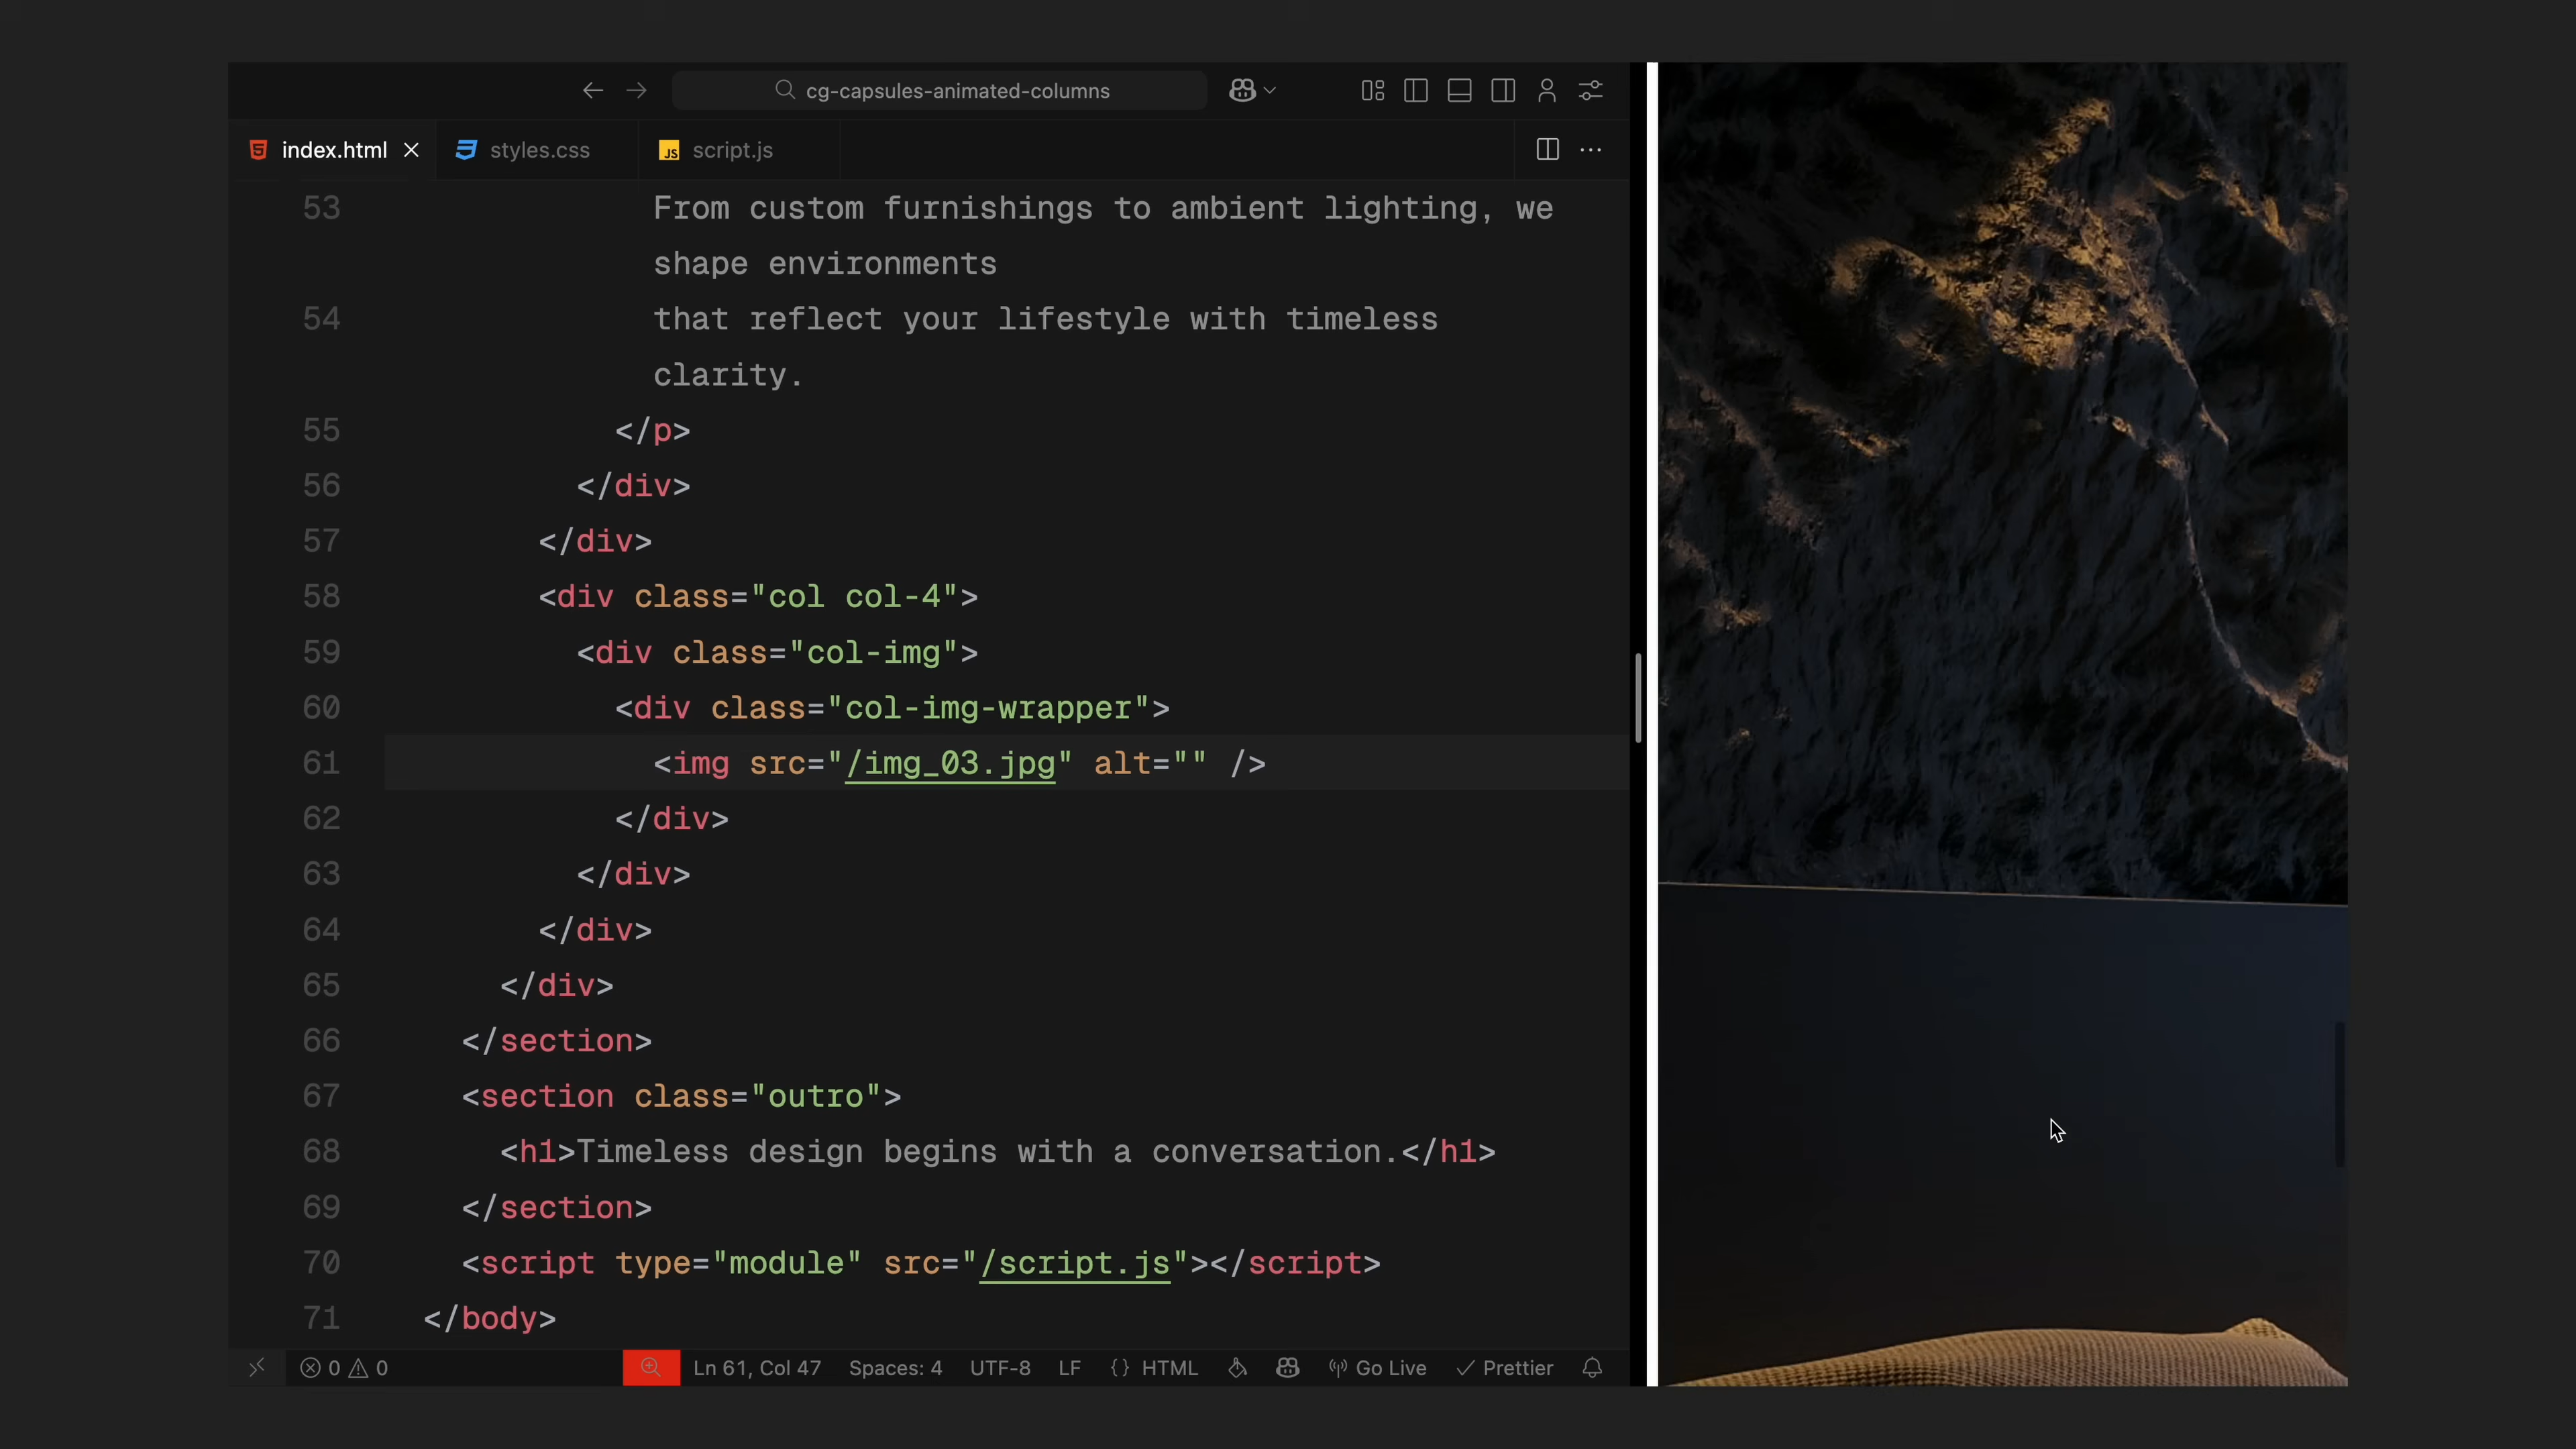 cg-capsules-animated-columns
index.html styles.css JS script.js
53 From custom furnishings to ambient lighting, we
shape environments
54 that reflect your lifestyle with timeless
clarity.
55 </p>
56 </div>
57 </div>
58 <div class="col col-4">
59 <div class="col-img">
60 <div class="col-img-wrapper">
61 <img src="/img_03.jpg" alt="" />
62 </div>
63 </div>
64 </div>
65 </div>
66 </section>
67 <section class="outro">
68 <h1>Timeless design begins with a conversation.</h1>
69 </section>
70 <script type="module" src="/script.js"></script>
71 </body>
0 0 Ln 61, Col 47 Spaces: 4 UTF-8 LF {} HTML Go Live Prettier